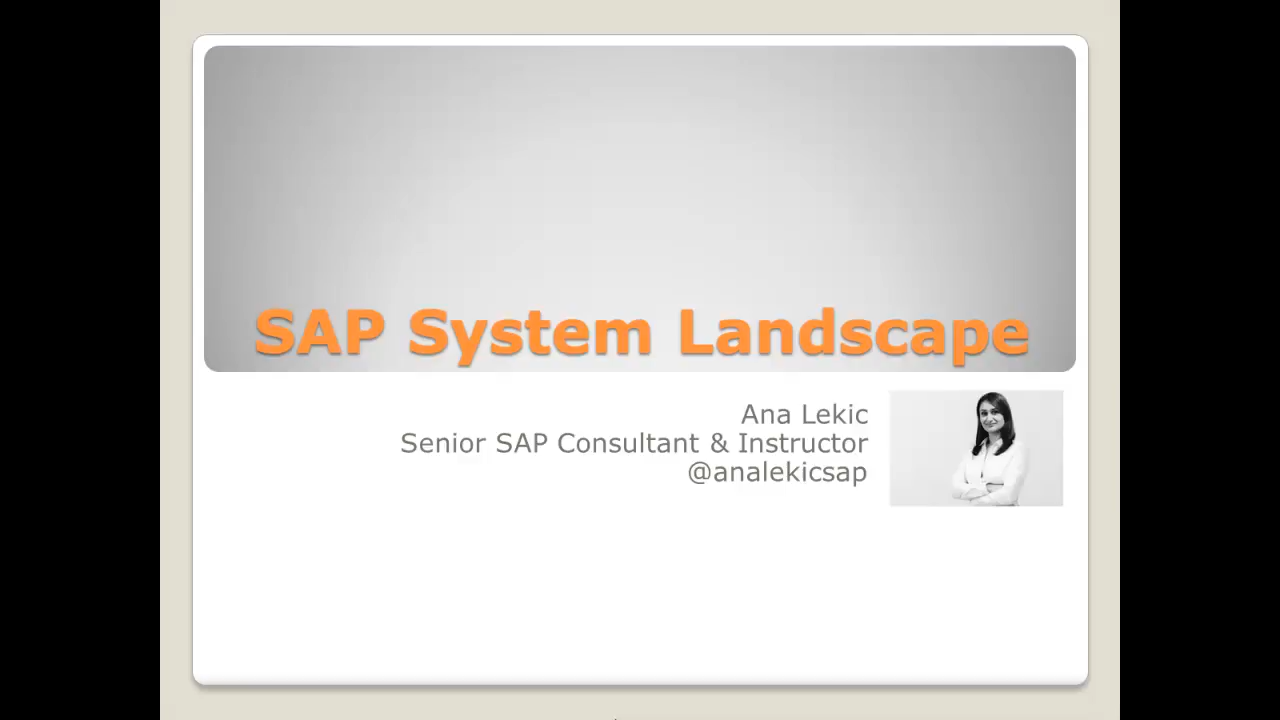 SAP System Landscape
Ana Lekic
Senior SAP Consultant & Instructor
@analekicsap